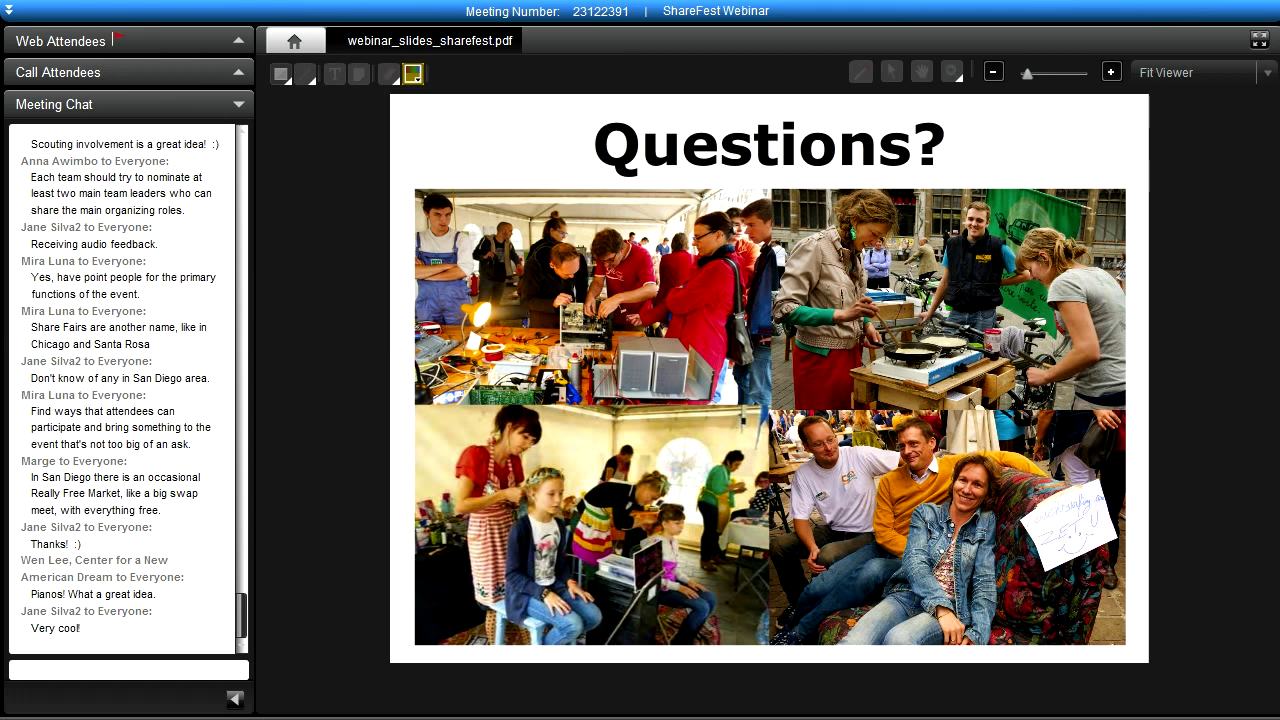 Meeting Number: 23122391 | ShareFest Webinar
Web Attendees
Call Attendees
Meeting Chat
Scouting involvement is a great idea! :)
Anna Awimbo to Everyone:
Each team should try to nominate at
least two main team leaders who can
share the main organizing roles.
Jane Silva2 to Everyone:
Receiving audio feedback.
Mira Luna to Everyone:
Yes, have point people for the primary
functions of the event.
Mira Luna to Everyone:
Share Fairs are another name, like in
Chicago and Santa Rosa
Jane Silva2 to Everyone:
Don't know of any in San Diego area.
Mira Luna to Everyone:
Find ways that attendees can
participate and bring something to the
event that's not too big of an ask.
Marge to Everyone:
In San Diego there is an occasional
Really Free Market, like a big swap
meet, with everything free.
Jane Silva2 to Everyone:
Thanks! :)
Wen Lee, Center for a New
American Dream to Everyone:
Pianos! What a great idea.
Jane Silva2 to Everyone:
Very cool!
webinar_slides_sharefest.pdf
T
Fit Viewer
Questions?